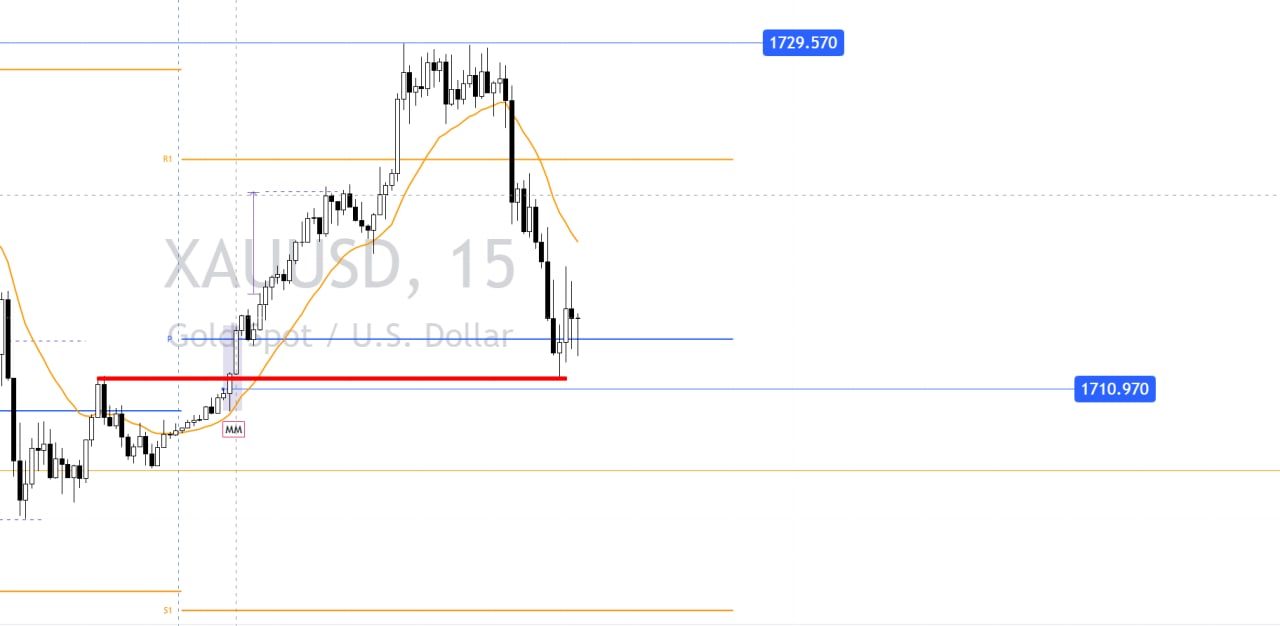 1729.570
R1
XAUUSD, 15
Gold Spot / U.S. Dollar
P
1710.970
MM
S1